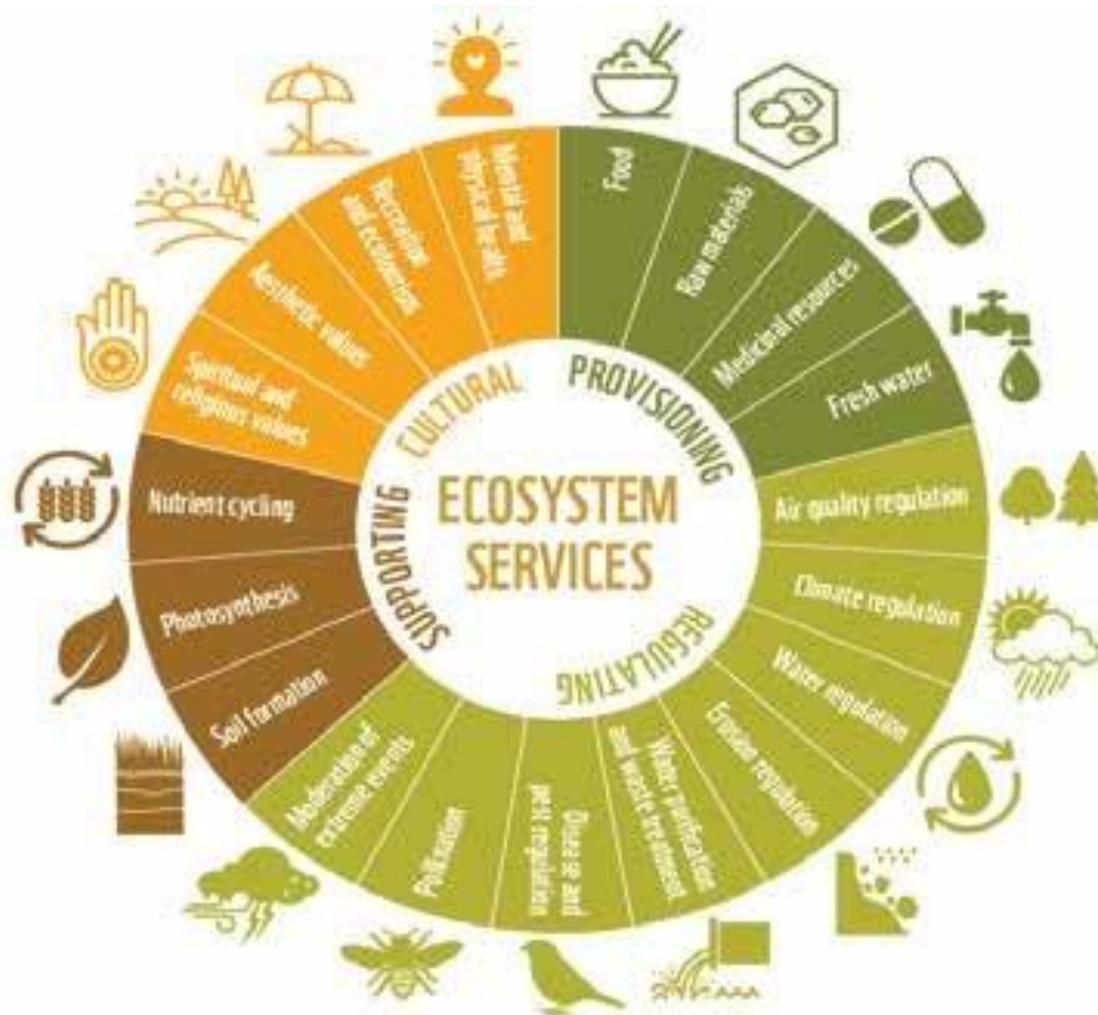 ECOSYSTEM
SERVICES
PROVISIONING
Food
Raw materials
Medicinal resources
Fresh water
REGULATING
Air quality regulation
Climate regulation
Water regulation
Erosion regulation
Water purification
and waste treatment
Disease and
pest regulation
Pollination
Moderation of
extreme events
SUPPORTING
Soil formation
Photosynthesis
Nutrient cycling
CULTURAL
Spiritual and
religious values
Aesthetic values
Recreation
and ecotourism
Mental and
physical health